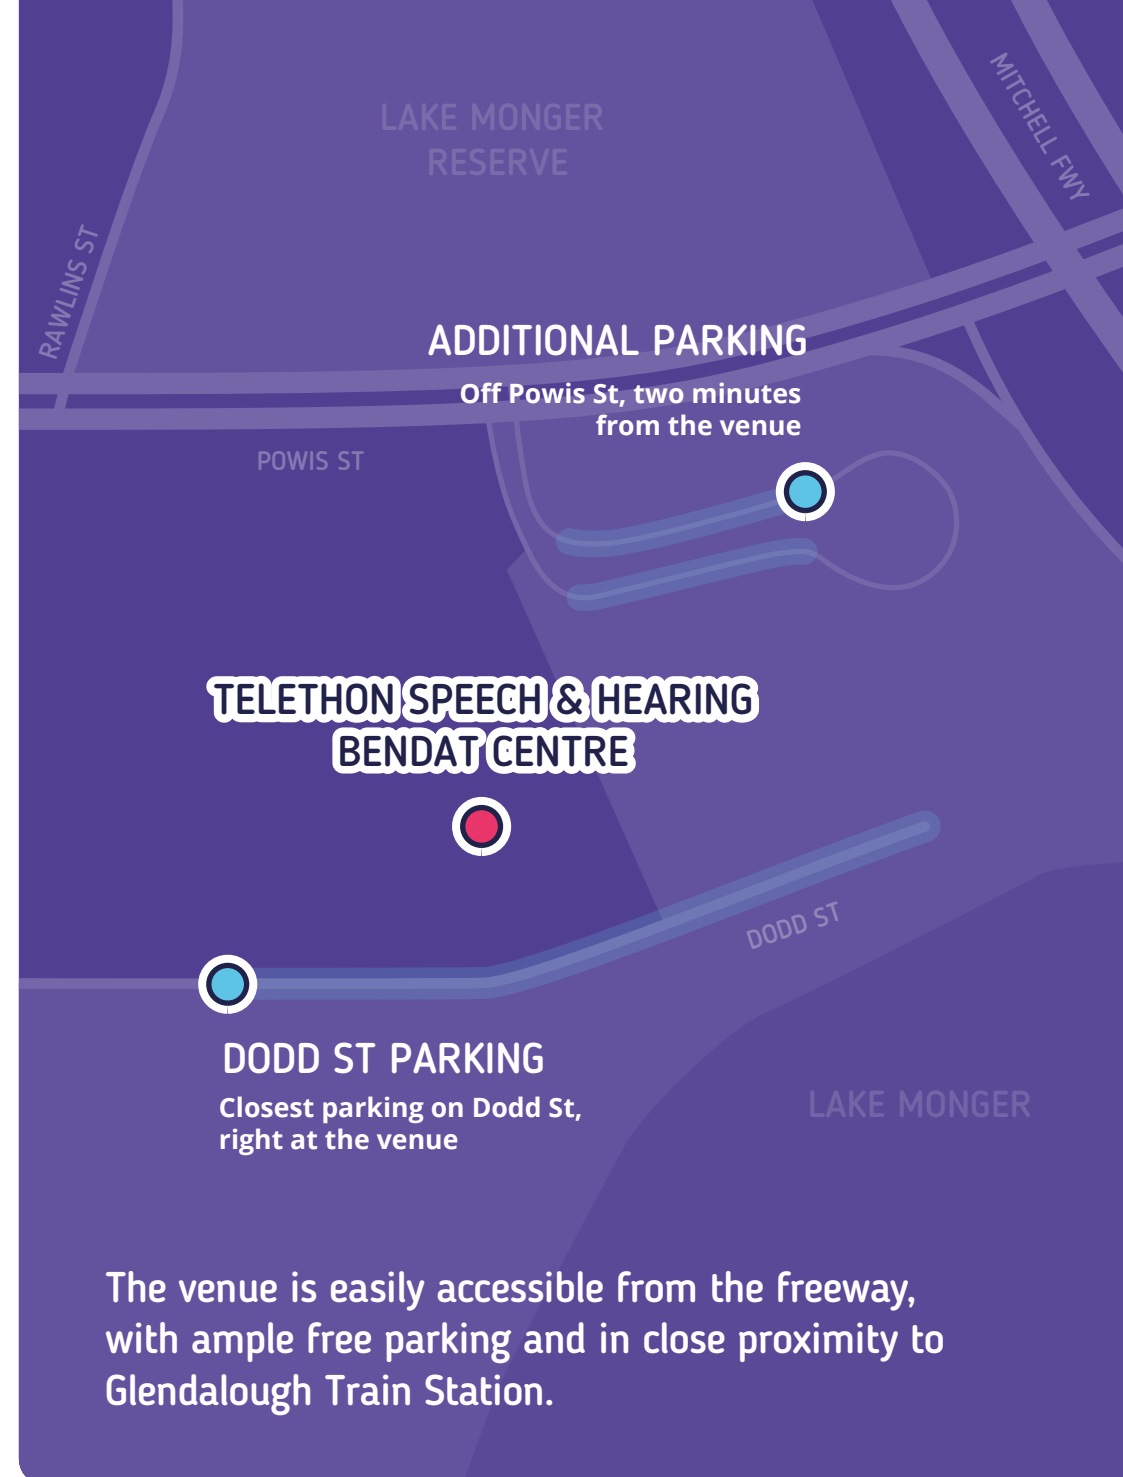 LAKE MONGER
RESERVE
MITCHELL FWY
RAWLINS ST
ADDITIONAL PARKING
Off Powis St, two minutes
from the venue
POWIS ST
TELETHON SPEECH & HEARING
BENDAT CENTRE
DODD ST
DODD ST PARKING
Closest parking on Dodd St,
right at the venue
LAKE MONGER
The venue is easily accessible from the freeway,
with ample free parking and in close proximity to
Glendalough Train Station.